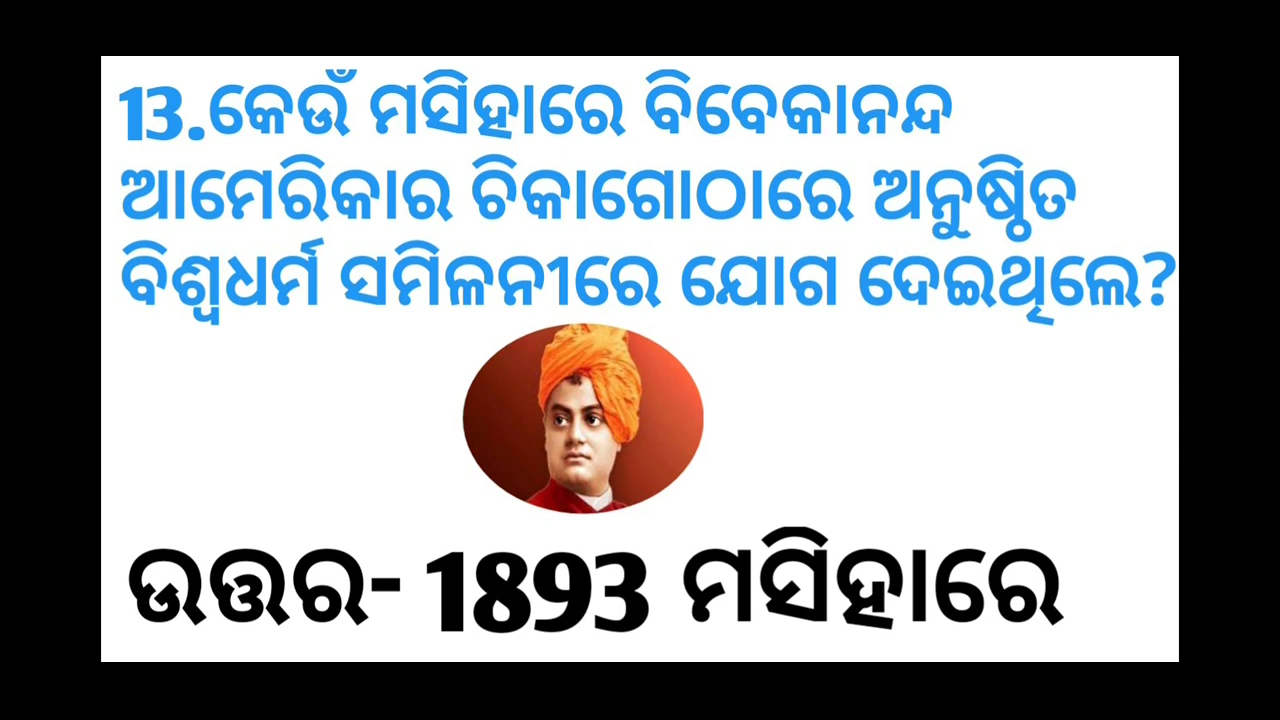 13.କେଉଁ ମସିହାରେ ବିବେକାନନ୍ଦ
ଆମେରିକାର ଚିକାଗୋଠାରେ ଅନୁଷ୍ଠିତ
ବିଶ୍ୱଧର୍ମ ସମିଳନୀରେ ଯୋଗ ଦେଇଥିଲେ?
ଉତ୍ତର- 1893 ମସିହାରେ